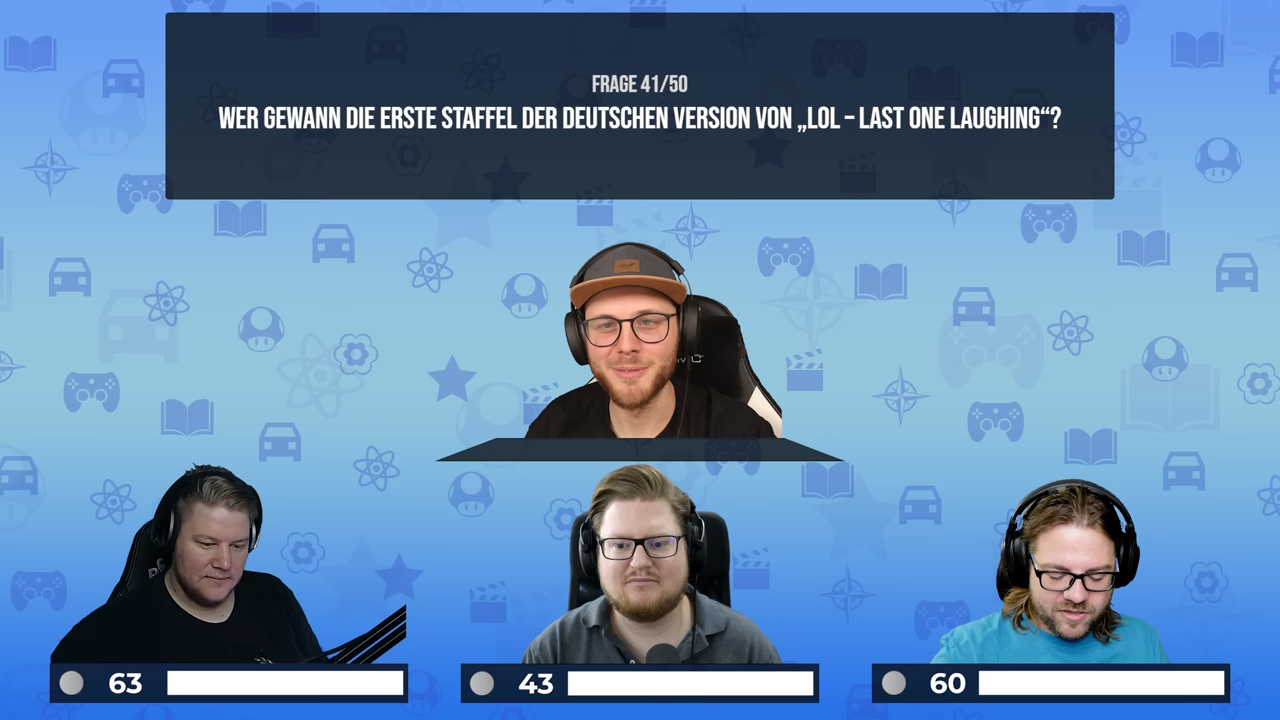 FRAGE 41/50
WER GEWANN DIE ERSTE STAFFEL DER DEUTSCHEN VERSION VON „LOL – LAST ONE LAUGHING“?
63
43
60